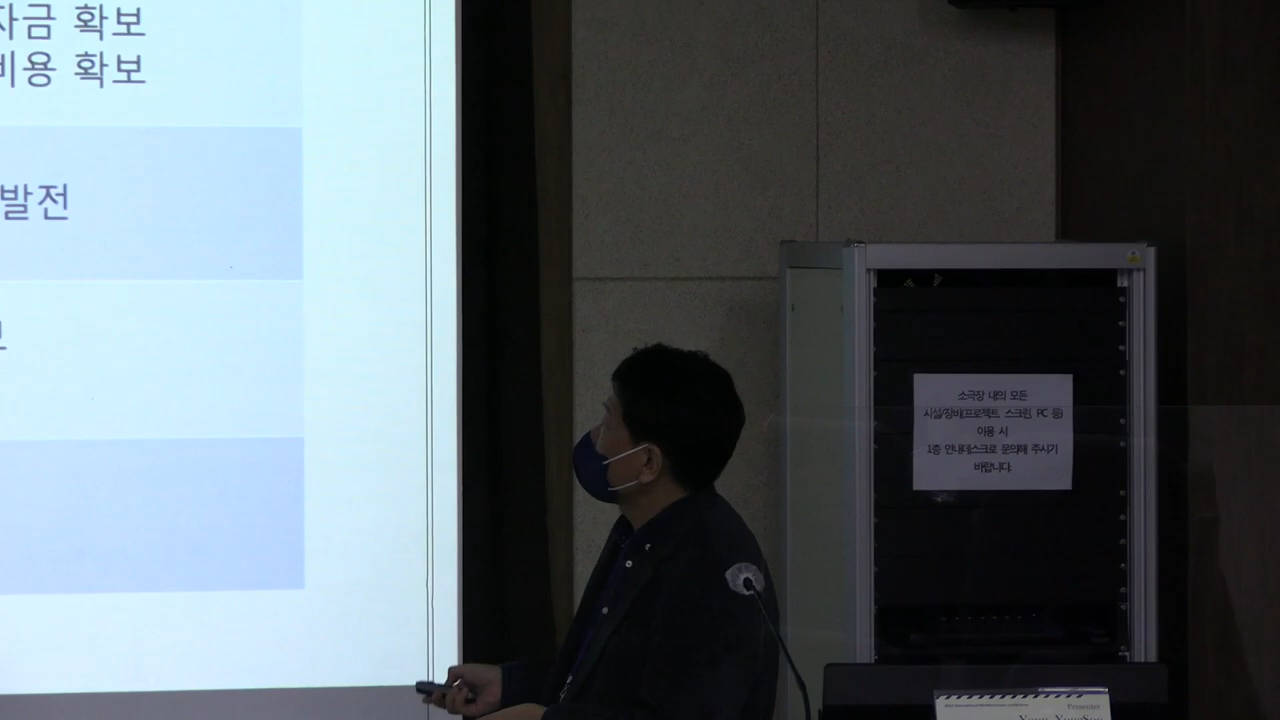 자금 확보
비용 확보
발전
소극장 내의 모든
시설/장비(프로젝트, 스크린, PC 등)
이용 시
1층 안내데스크로 문의해 주시기
바랍니다.
Presenter